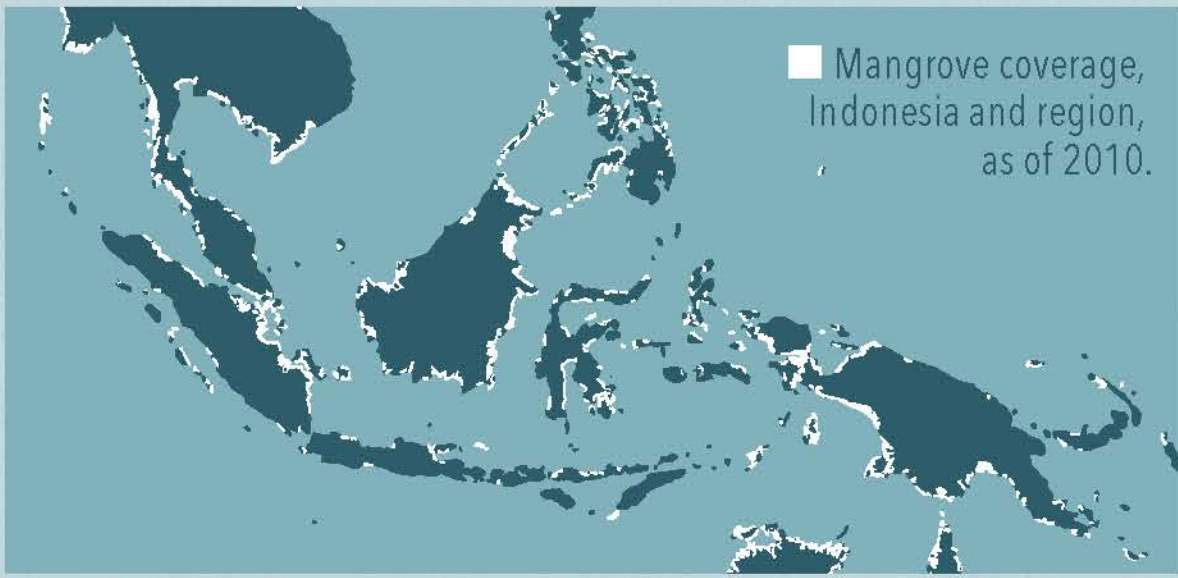 Mangrove coverage,
Indonesia and region,
as of 2010.